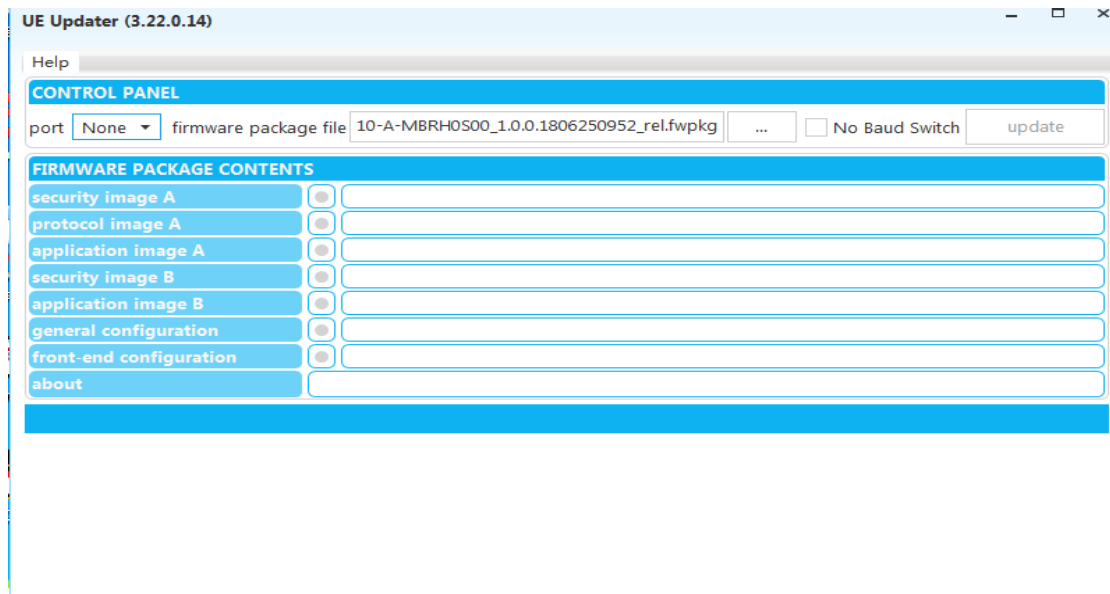 UE Updater (3.22.0.14)
Help
CONTROL PANEL
port None firmware package file 10-A-MBRH0S00_1.0.0.1806250952_rel.fwpkg ... No Baud Switch update
FIRMWARE PACKAGE CONTENTS
security image A
protocol image A
application image A
security image B
application image B
general configuration
front-end configuration
about